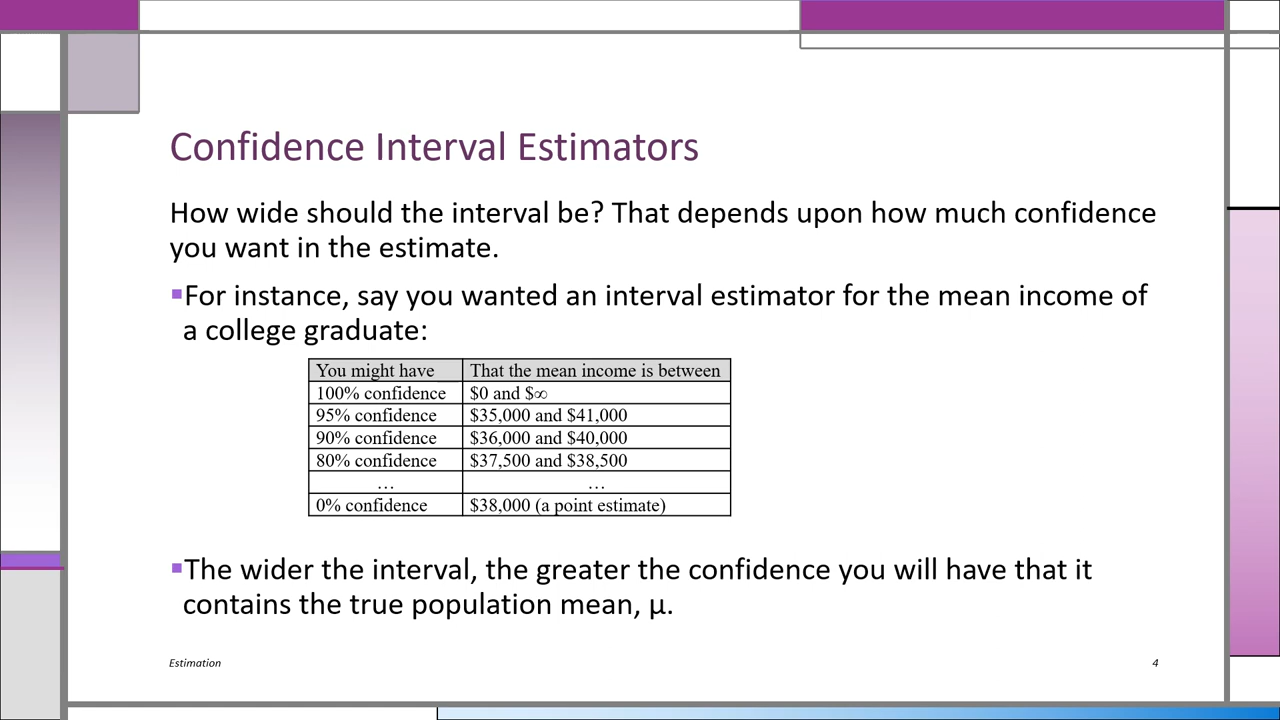 Confidence Interval Estimators
How wide should the interval be? That depends upon how much confidence
you want in the estimate.
▪For instance, say you wanted an interval estimator for the mean income of
a college graduate:
You might have That the mean income is between
100% confidence $0 and $∞
95% confidence $35,000 and $41,000
90% confidence $36,000 and $40,000
80% confidence $37,500 and $38,500
… …
0% confidence $38,000 (a point estimate)
▪The wider the interval, the greater the confidence you will have that it
contains the true population mean, μ.
Estimation 4